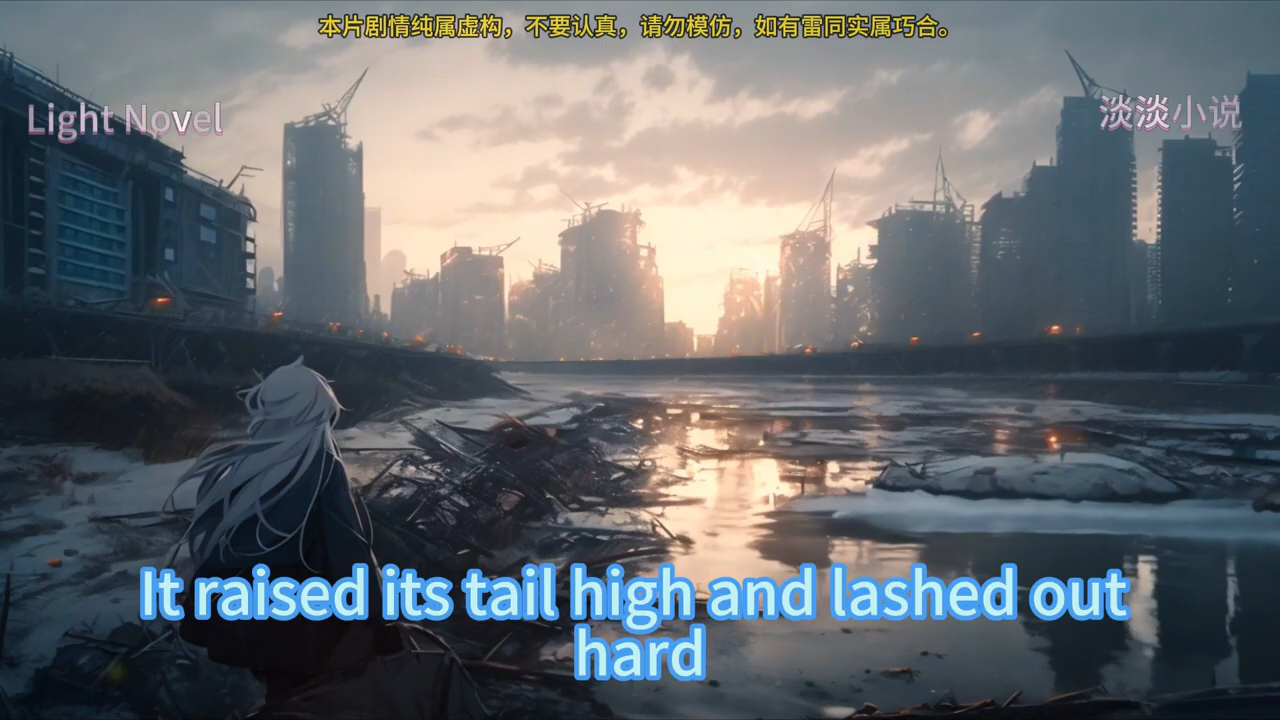 本片剧情纯属虚构，不要认真，请勿模仿，如有雷同实属巧合。
Light Novel
淡淡小说
It raised its tail high and lashed out
hard